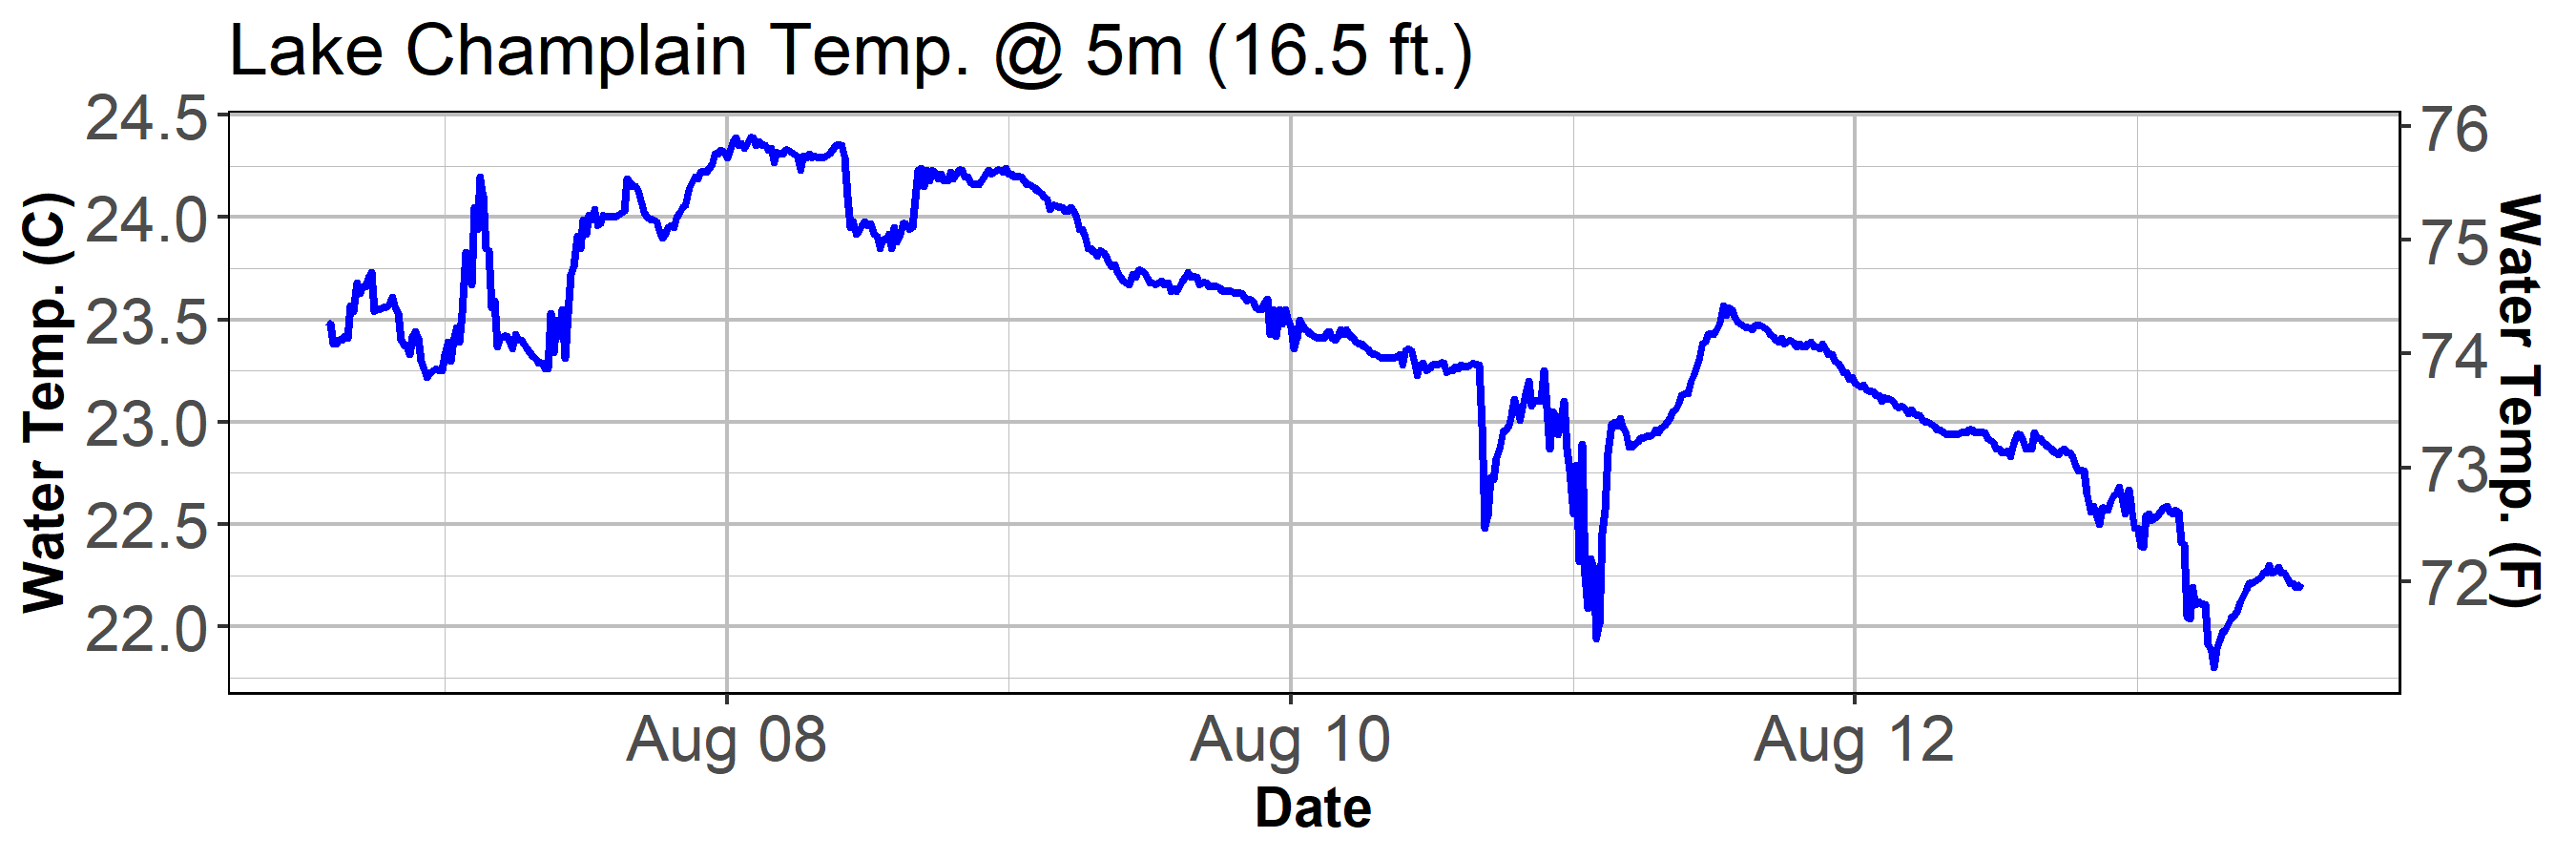 Lake Champlain Temp. @ 5m (16.5 ft.)
Water Temp. (C)
24.5
24.0
23.5
23.0
22.5
22.0
76
75
74
73
72
Water Temp. (F)
Aug 08
Aug 10
Aug 12
Date